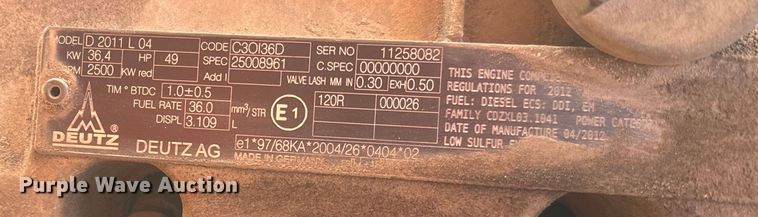 MODEL D 2011 L 04 CODE C3OI36D SER NO 11258082
KW 36,4 HP 49 SPEC 25008961 C.SPEC 00000000
RPM 2500 KW red Add I VALVE LASH MM IN 0.30 EXH 0.50
TIM ° BTDC 1.0±0.5
FUEL RATE 36.0 mm³/STR E1 120R 000026
DISPL 3.109 L
DEUTZ ® DEUTZ AG e1*97/68KA*2004/26*0404*02
MADE IN GERMANY
THIS ENGINE
REGULATIONS FOR 2012
FUEL: DIESEL ECS: DDI, EM
FAMILY CDZXL03.1041 POWER
DATE OF MANUFACTURE 04/2012
LOW SULFUR
Purple Wave Auction